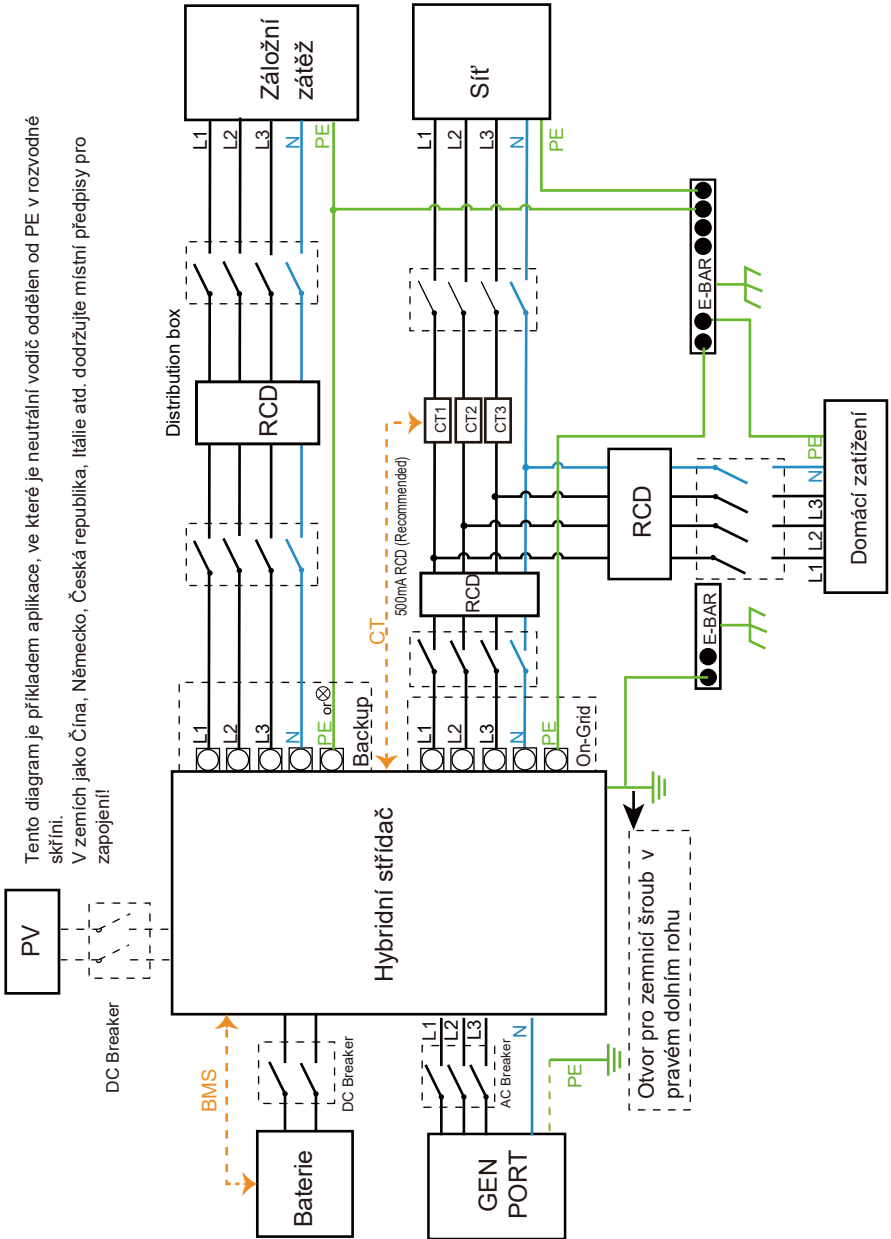 Tento diagram je příkladem aplikace, ve které je neutrální vodič oddělen od PE v rozvodné
skříni.
V zemích jako Čína, Německo, Česká republika, Itálie atd. dodržujte místní předpisy pro
zapojení!
PV
DC Breaker
BMS
Baterie
DC Breaker
GEN
PORT
L1
L2
L3
N
AC Breaker
PE
Hybridní střídač
Otvor pro zemnicí šroub v
pravém dolním rohu
L1
L2
L3
N
PE or
Backup
Distribution box
RCD
L1
L2
L3
N
PE
Záložní
zátěž
CT
L1
L2
L3
N
PE
On-Grid
500mA RCD (Recommended)
RCD
CT1
CT2
CT3
L1
L2
L3
N
PE
Síť
RCD
E-BAR
E-BAR
L1
L2
L3
N
PE
Domácí zatížení